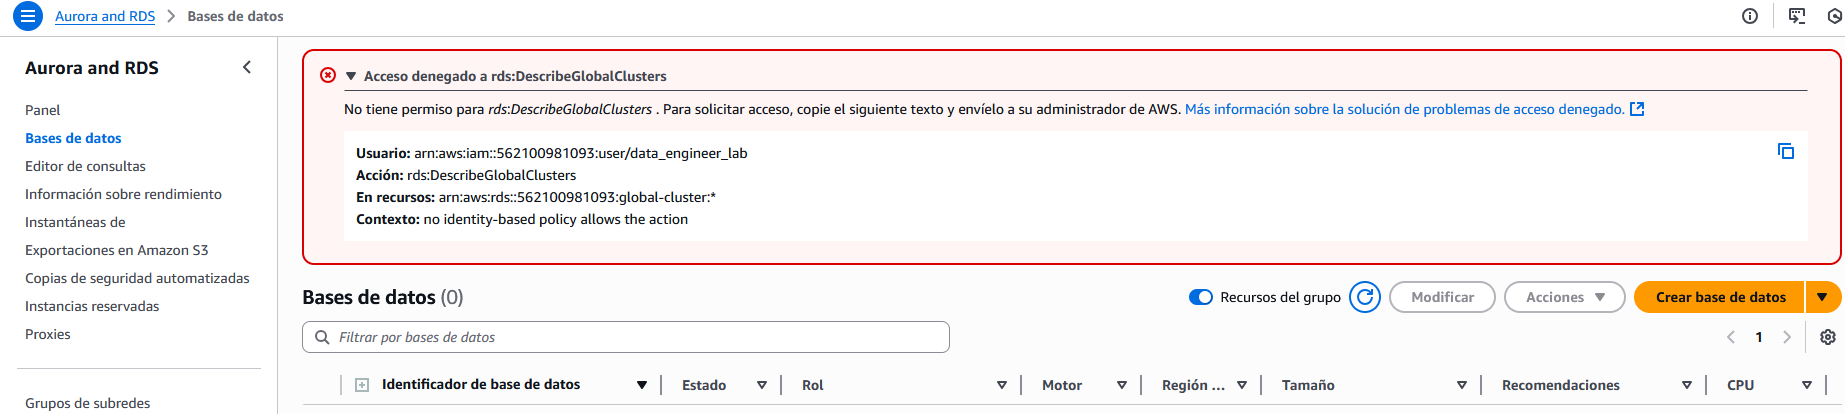 Aurora and RDS > Bases de datos
Aurora and RDS
Panel
Bases de datos
Editor de consultas
Información sobre rendimiento
Instantáneas de
Exportaciones en Amazon S3
Copias de seguridad automatizadas
Instancias reservadas
Proxies
Grupos de subredes
Acceso denegado a rds:DescribeGlobalClusters
No tiene permiso para rds:DescribeGlobalClusters . Para solicitar acceso, copie el siguiente texto y envíelo a su administrador de AWS. Más información sobre la solución de problemas de acceso denegado.
Usuario: arn:aws:iam::562100981093:user/data_engineer_lab
Acción: rds:DescribeGlobalClusters
En recursos: arn:aws:rds::562100981093:global-cluster:*
Contexto: no identity-based policy allows the action
Bases de datos (0) Recursos del grupo Modificar Acciones Crear base de datos
Filtrar por bases de datos 1
Identificador de base de datos Estado Rol Motor Región ... Tamaño Recomendaciones CPU